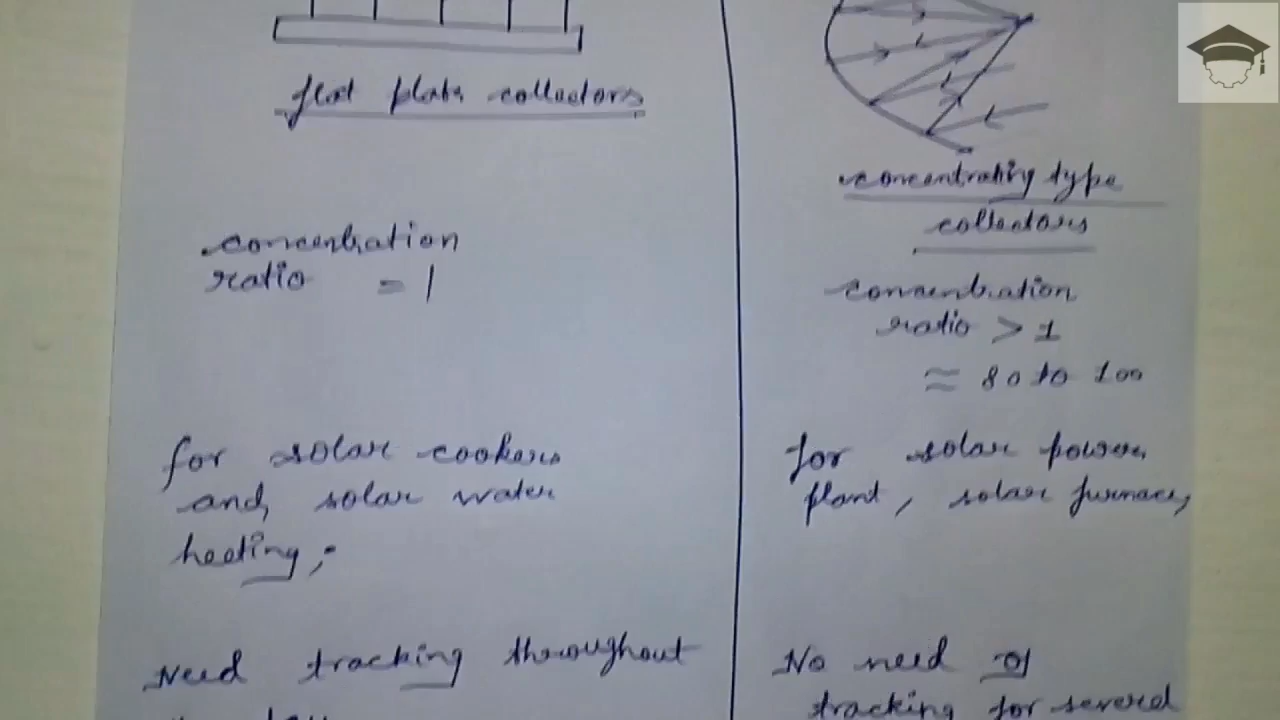 flat plate collectors
concentration
ratio = 1
for solar cookers
and, solar water
heating,
Need tracking throughout
concentrating type
collectors
concentration
ratio > 1
≈ 80 to 100
for solar power
plant, solar furnace,
No need of
tracking for several